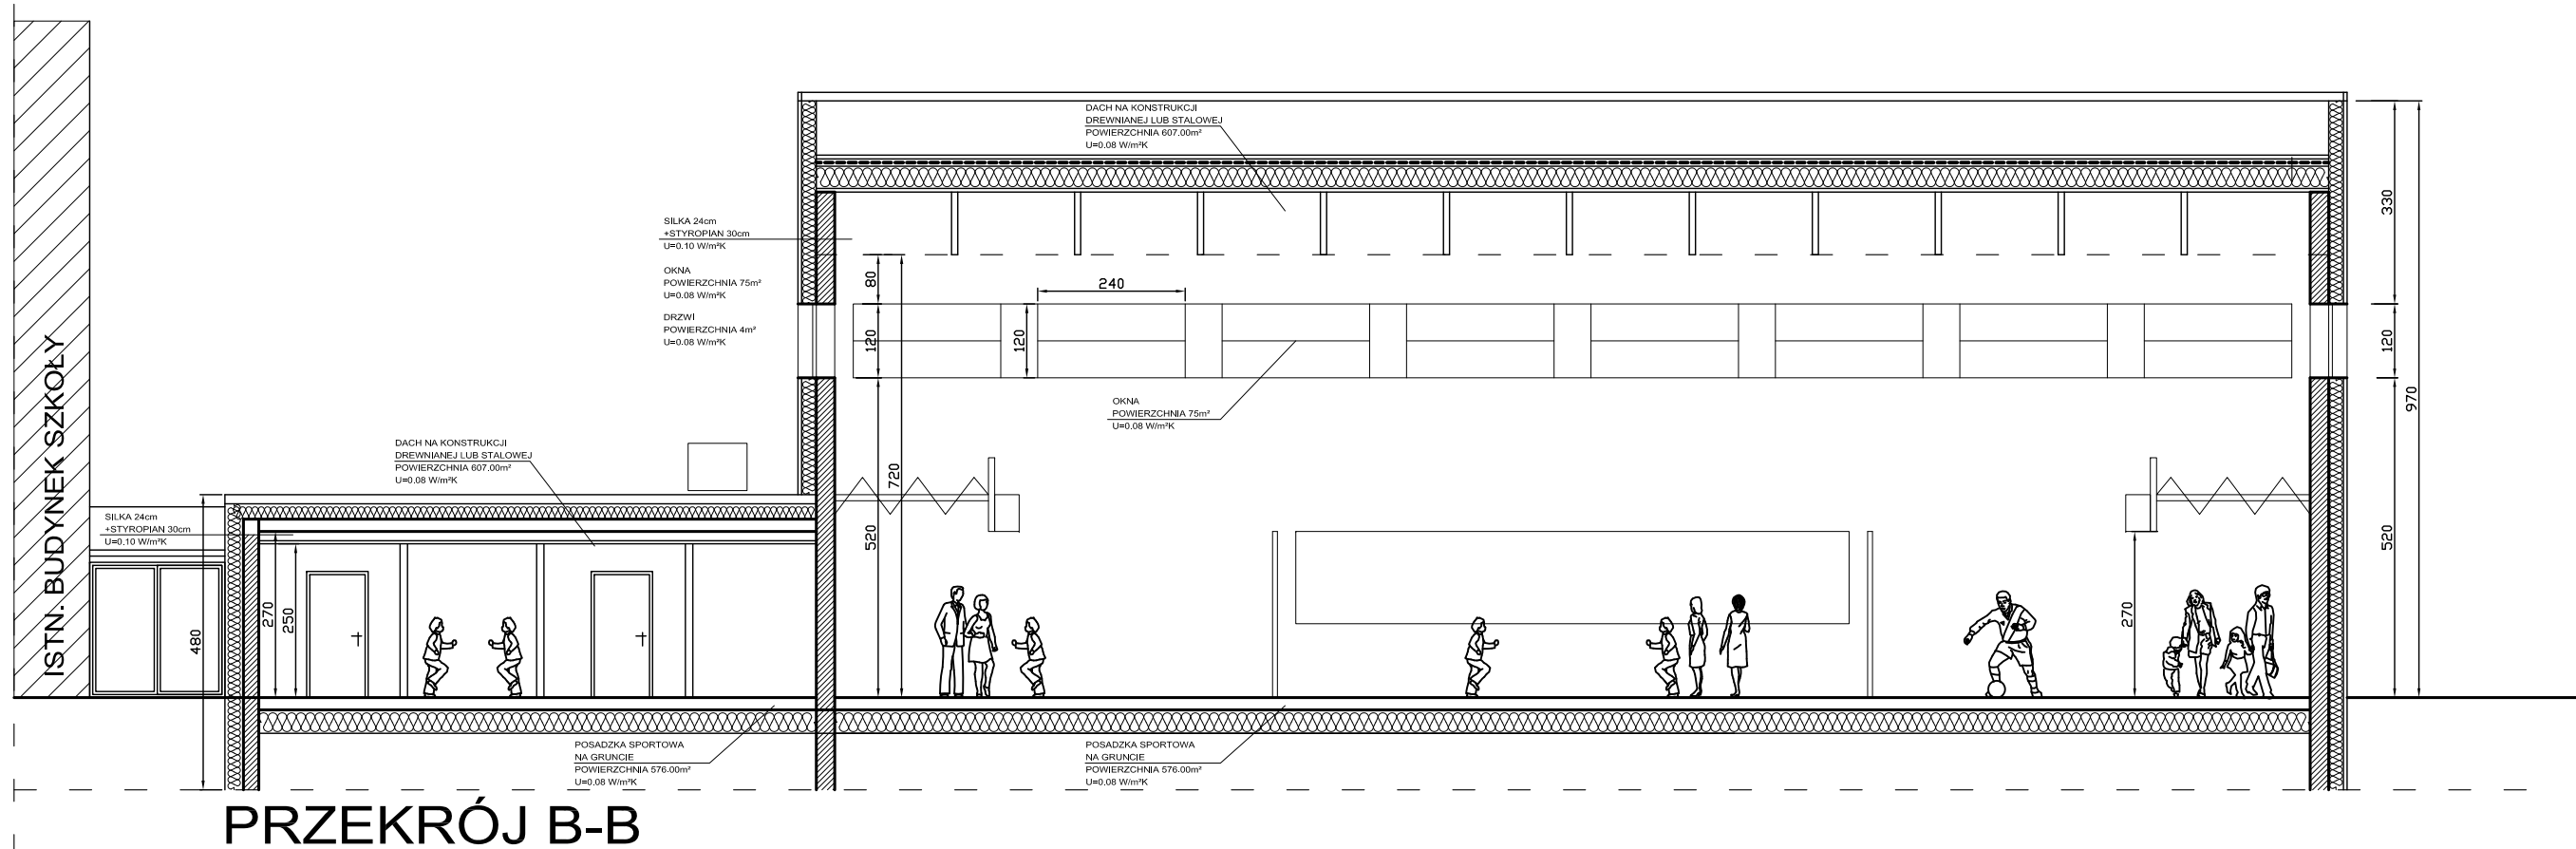 DACH NA KONSTRUKCJI
DREWNIANEJ LUB STALOWEJ
POWIERZCHNIA 607.00m²
U=0.08 W/m²K
SILKA 24cm
+STYROPIAN 30cm
U=0.10 W/m²K
OKNA
POWIERZCHNIA 75m²
U=0.08 W/m²K
DRZWI
POWIERZCHNIA 4m²
U=0.08 W/m²K
80
240
120
120
720
520
330
120
970
520
OKNA
POWIERZCHNIA 75m²
U=0.08 W/m²K
ISTN. BUDYNEK SZKOŁY
DACH NA KONSTRUKCJI
DREWNIANEJ LUB STALOWEJ
POWIERZCHNIA 607.00m²
U=0.08 W/m²K
SILKA 24cm
+STYROPIAN 30cm
U=0.10 W/m²K
480
270
250
270
POSADZKA SPORTOWA
NA GRUNCIE
POWIERZCHNIA 576.00m²
U=0.08 W/m²K
POSADZKA SPORTOWA
NA GRUNCIE
POWIERZCHNIA 576.00m²
U=0.08 W/m²K
PRZEKRÓJ B-B